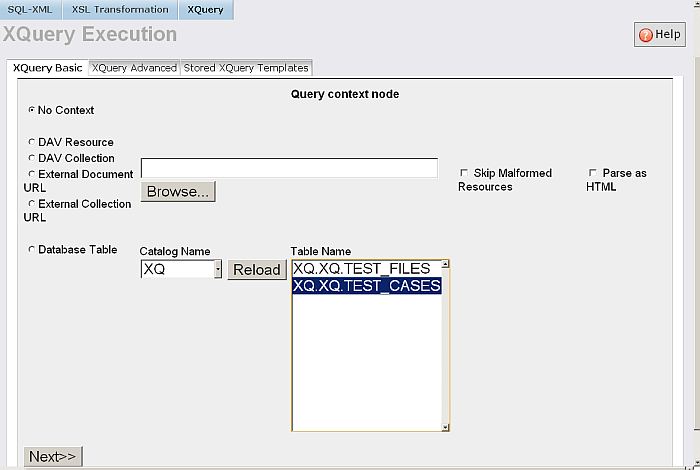 SQL-XML XSL Transformation XQuery
XQuery Execution
Help
XQuery Basic XQuery Advanced Stored XQuery Templates
Query context node
No Context
DAV Resource
DAV Collection
External Document
URL
Browse...
Skip Malformed
Resources
Parse as
HTML
External Collection
URL
Database Table
Catalog Name
XQ
Reload
Table Name
XQ.XQ.TEST_FILES
XQ.XQ.TEST_CASES
Next>>